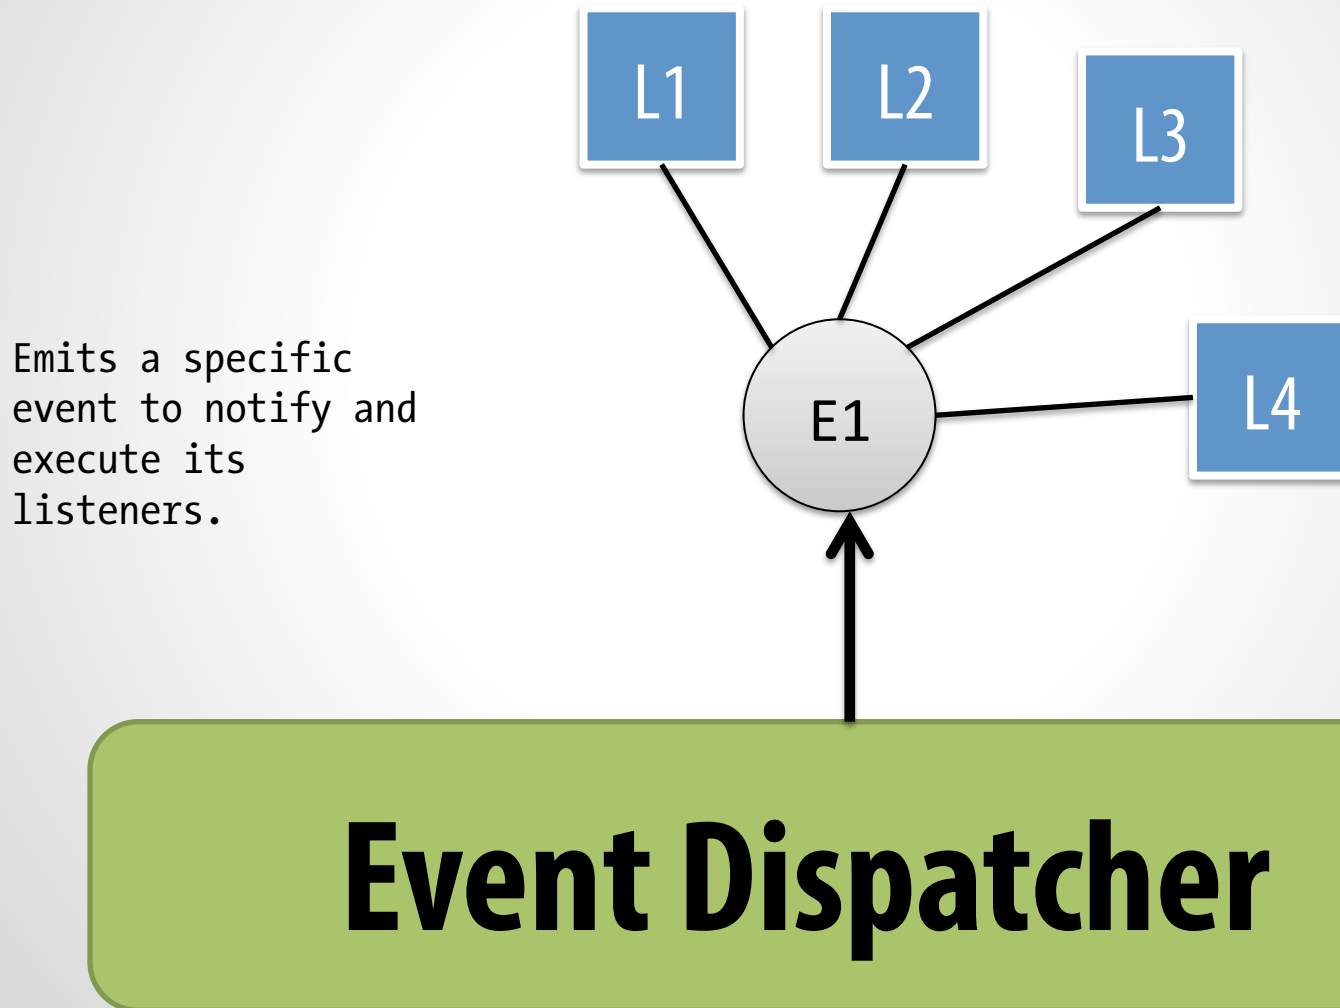 L1
L2
L3
Emits a specific
event to notify and
execute its
listeners.
E1
L4
Event Dispatcher